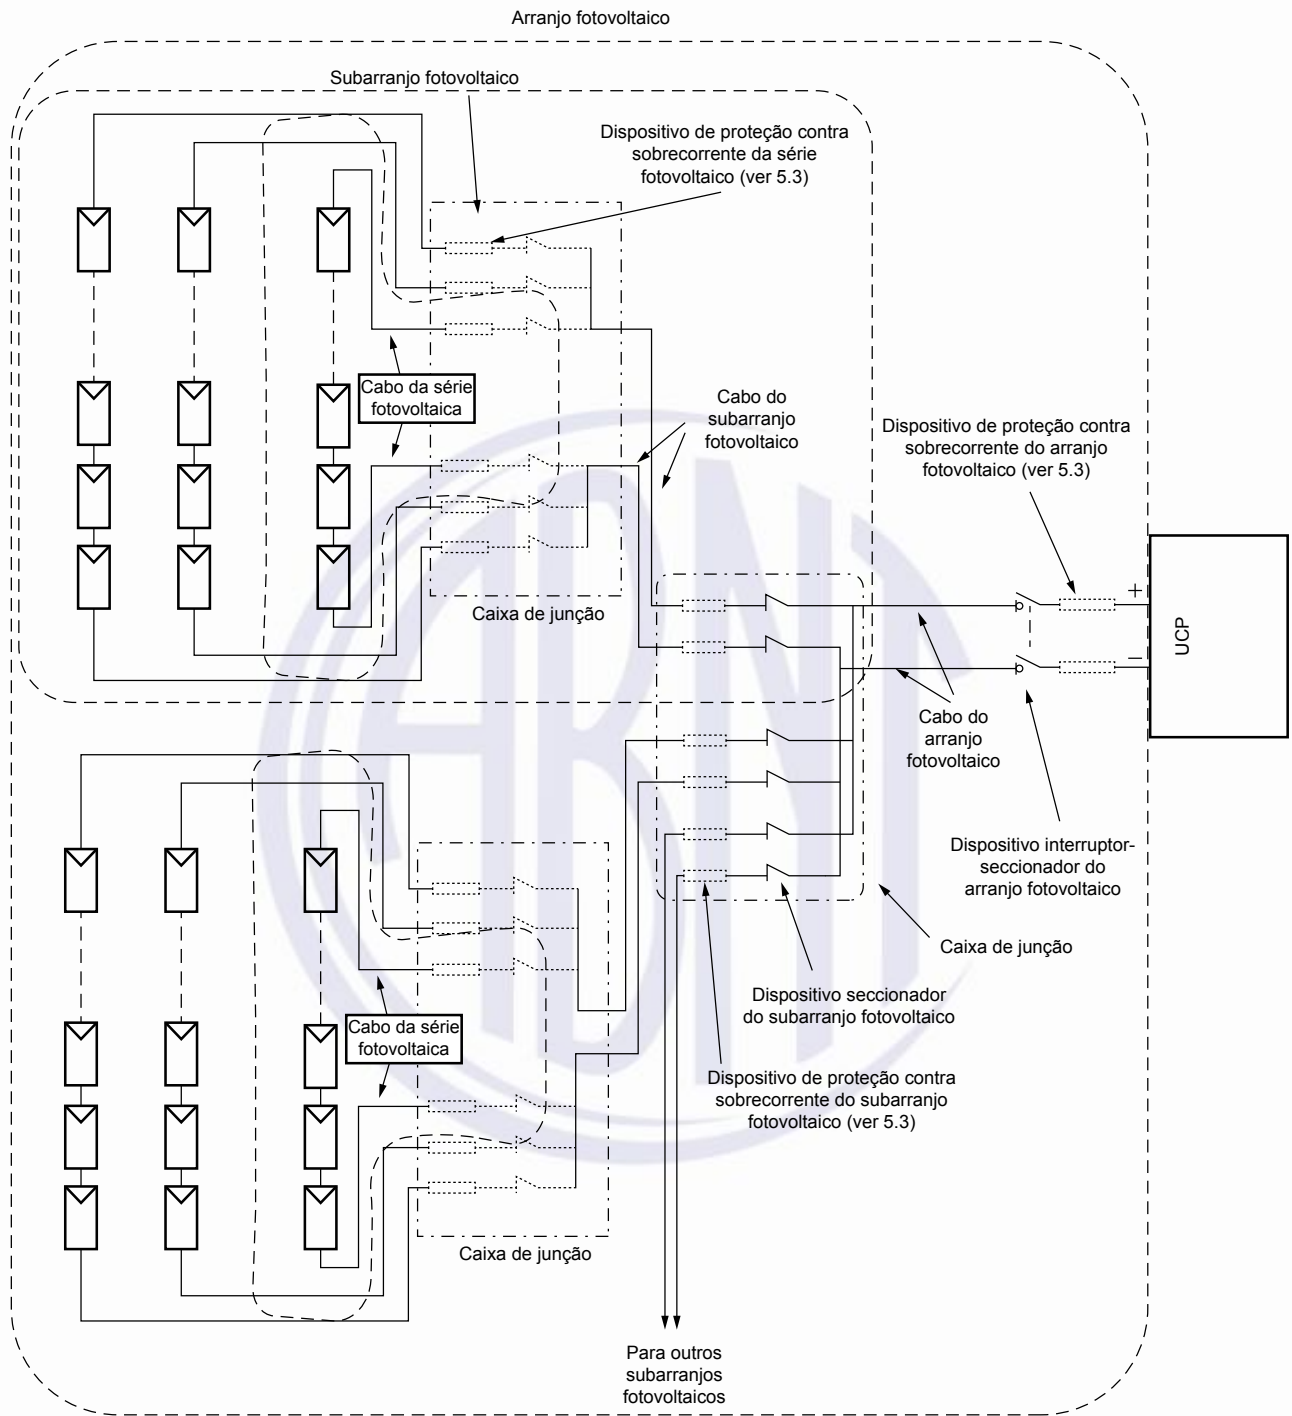 Arranjo fotovoltaico
Subarranjo fotovoltaico
Dispositivo de proteção contra
sobrecorrente da série
fotovoltaico (ver 5.3)
Cabo da série
fotovoltaica
Cabo do
subarranjo
fotovoltaico
Dispositivo de proteção contra
sobrecorrente do arranjo
fotovoltaico (ver 5.3)
Caixa de junção
+
−
UCP
Cabo do
arranjo
fotovoltaico
Dispositivo interruptor-
seccionador do
arranjo fotovoltaico
Caixa de junção
Dispositivo seccionador
do subarranjo fotovoltaico
Cabo da série
fotovoltaica
Dispositivo de proteção contra
sobrecorrente do subarranjo
fotovoltaico (ver 5.3)
Caixa de junção
Para outros
subarranjos
fotovoltaicos
ABNT